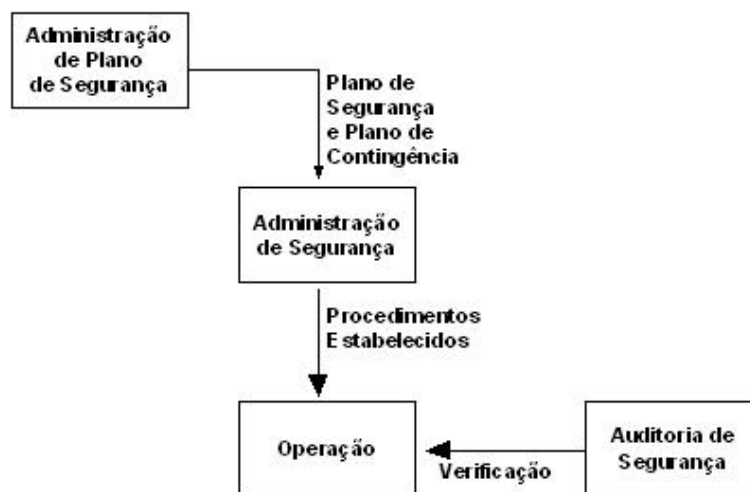 Administração
de Plano
de Segurança
Plano de
Segurança
e Plano de
Contingência
Administração
de Segurança
Procedimentos
Estabelecidos
Operação
Verificação
Auditoria de
Segurança